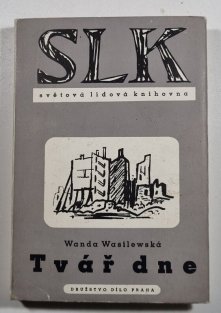 SLK
světová lidová knihovna
Wanda Wasilewská
Tvář dne
DRUŽSTVO DÍLO PRAHA